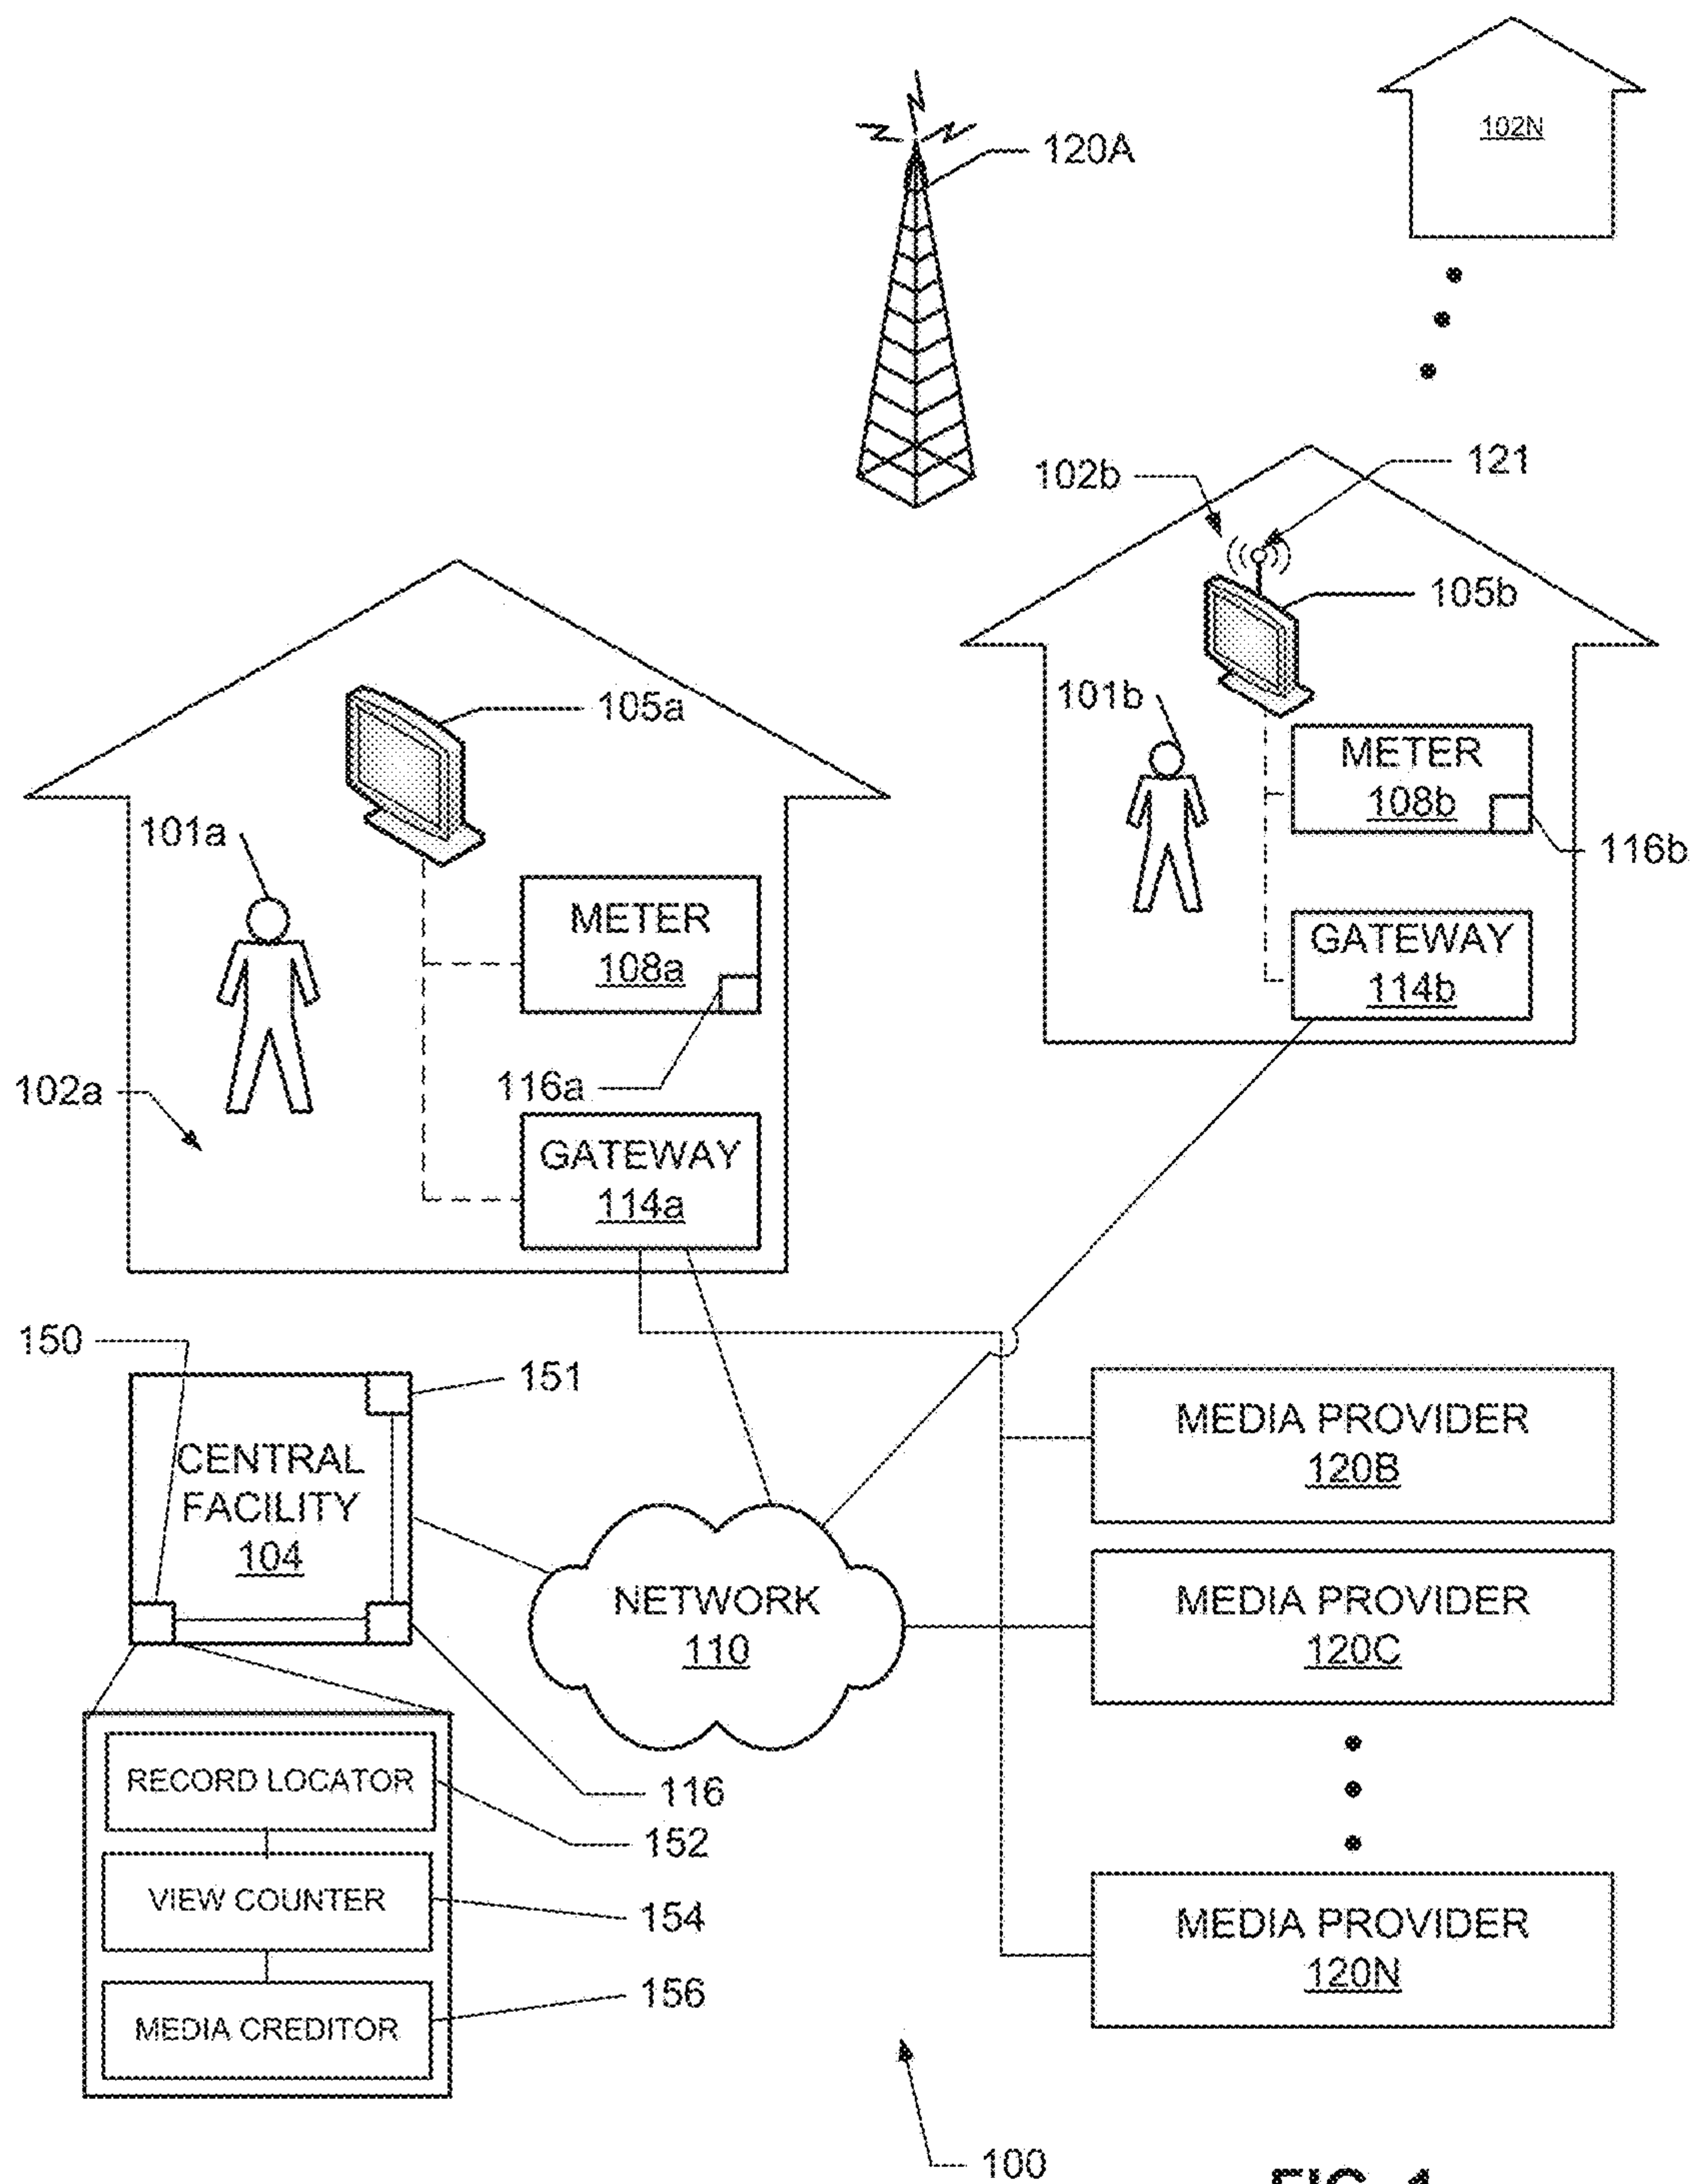 102N
120A
102b
121
105b
105a
101b
METER
108b
101a
116b
METER
108a
GATEWAY
114b
116a
102a
GATEWAY
114a
150
151
CENTRAL
FACILITY
104
MEDIA PROVIDER
120B
NETWORK
110
MEDIA PROVIDER
120C
RECORD LOCATOR
116
152
VIEW COUNTER
154
MEDIA PROVIDER
120N
156
MEDIA CREDITOR
100
FIG. 1